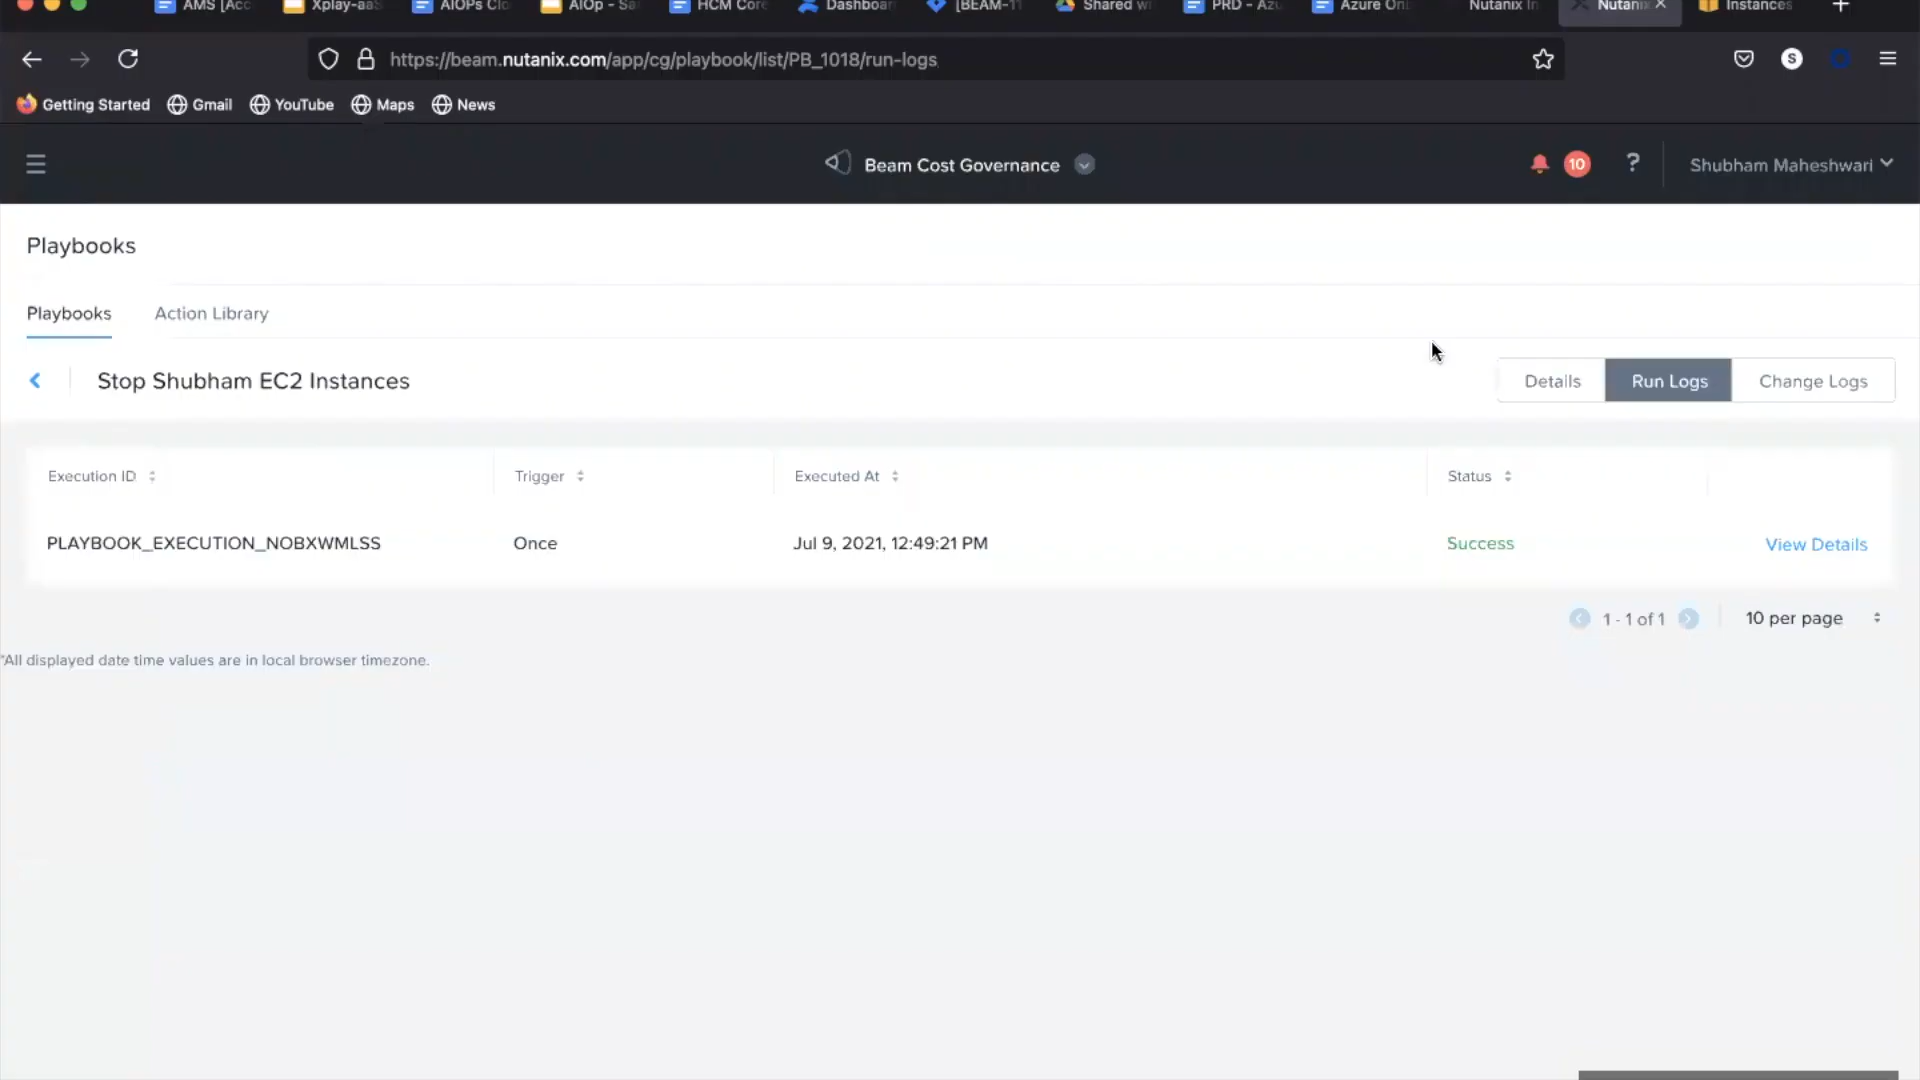 AMS [Acc Xplay-aaS AIOPs Clo AIOp - Sa HCM Core Dashboar [BEAM-11 Shared wi PRD - Azu Azure On Nutanix In Nutanix Instances
https://beam.nutanix.com/app/cg/playbook/list/PB_1018/run-logs
S
Getting Started Gmail YouTube Maps News
Beam Cost Governance 10 ? Shubham Maheshwari
Playbooks
Playbooks Action Library
Stop Shubham EC2 Instances Details Run Logs Change Logs
Execution ID Trigger Executed At Status
PLAYBOOK_EXECUTION_NOBXWMLSS Once Jul 9, 2021, 12:49:21 PM Success View Details
1 - 1 of 1 10 per page
*All displayed date time values are in local browser timezone.